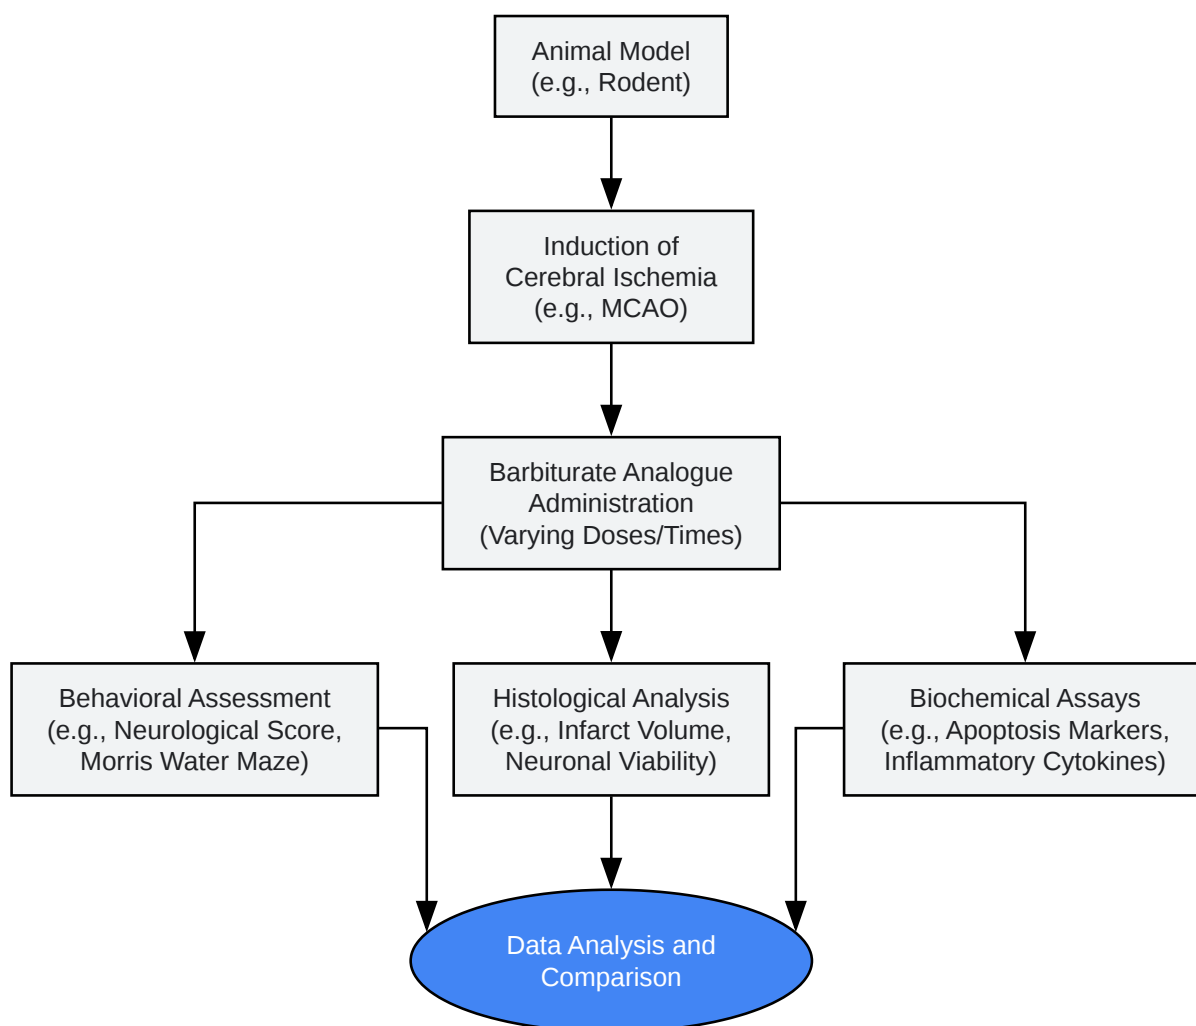 Animal Model
(e.g., Rodent)
Induction of
Cerebral Ischemia
(e.g., MCAO)
Barbiturate Analogue
Administration
(Varying Doses/Times)
Behavioral Assessment
(e.g., Neurological Score,
Morris Water Maze)
Histological Analysis
(e.g., Infarct Volume,
Neuronal Viability)
Biochemical Assays
(e.g., Apoptosis Markers,
Inflammatory Cytokines)
Data Analysis and
Comparison